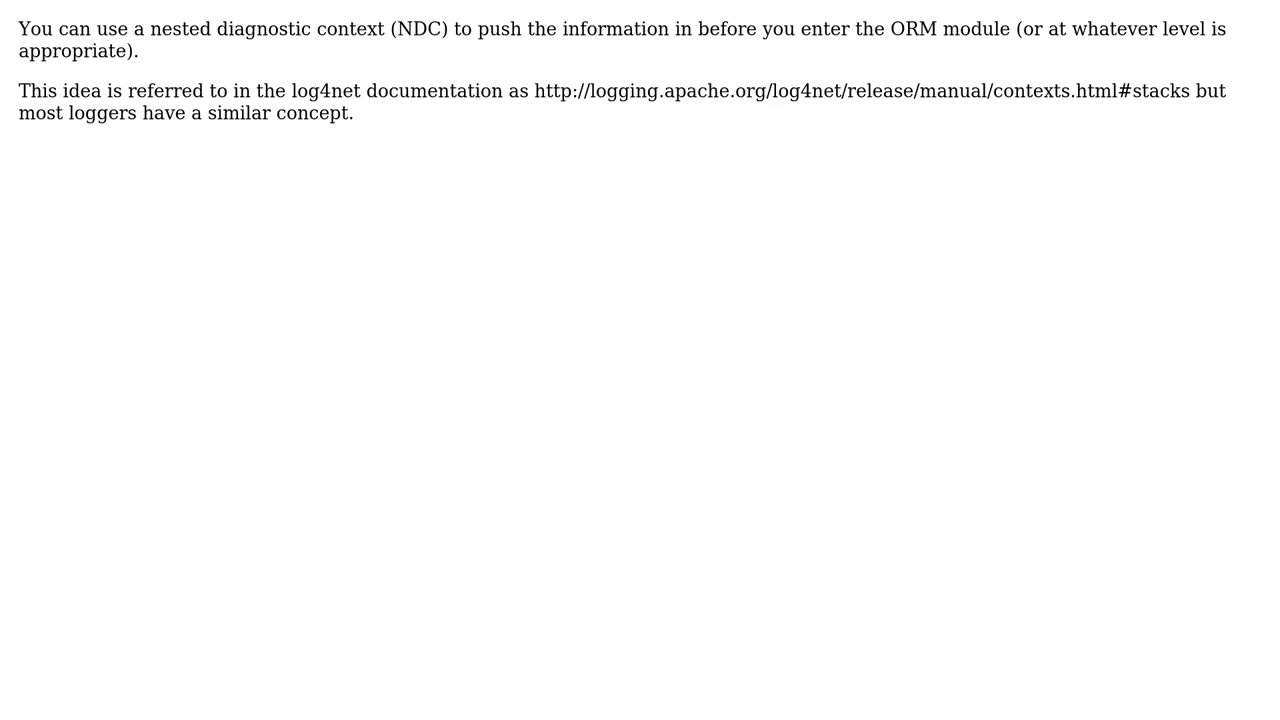 You can use a nested diagnostic context (NDC) to push the information in before you enter the ORM module (or at whatever level is
appropriate).
This idea is referred to in the log4net documentation as http://logging.apache.org/log4net/release/manual/contexts.html#stacks but
most loggers have a similar concept.